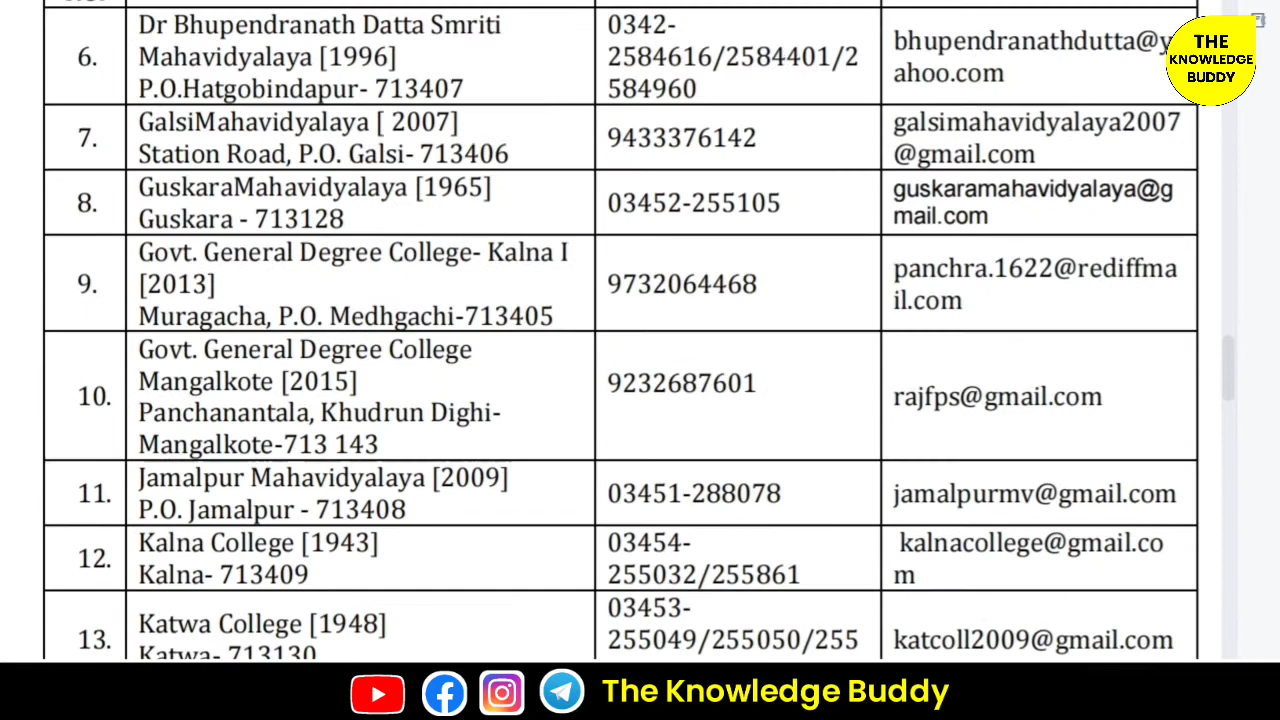 6.
Dr Bhupendranath Datta Smriti
Mahavidyalaya [1996]
P.O.Hatgobindapur- 713407
0342-
2584616/2584401/2
584960
bhupendranathdutta@y
ahoo.com
THE
KNOWLEDGE
BUDDY
7.
GalsiMahavidyalaya [ 2007]
Station Road, P.O. Galsi- 713406
9433376142
galsimahavidyalaya2007
@gmail.com
8.
GuskaraMahavidyalaya [1965]
Guskara - 713128
03452-255105
guskaramahavidyalaya@g
mail.com
9.
Govt. General Degree College- Kalna I
[2013]
Muragacha, P.O. Medhgachi-713405
9732064468
panchra.1622@rediffma
il.com
10.
Govt. General Degree College
Mangalkote [2015]
Panchanantala, Khudrun Dighi-
Mangalkote-713 143
9232687601
rajfps@gmail.com
11.
Jamalpur Mahavidyalaya [2009]
P.O. Jamalpur - 713408
03451-288078
jamalpurmv@gmail.com
12.
Kalna College [1943]
Kalna- 713409
03454-
255032/255861
kalnacollege@gmail.co
m
13.
Katwa College [1948]
Katwa- 713130
03453-
255049/255050/255
katcoll2009@gmail.com
The Knowledge Buddy